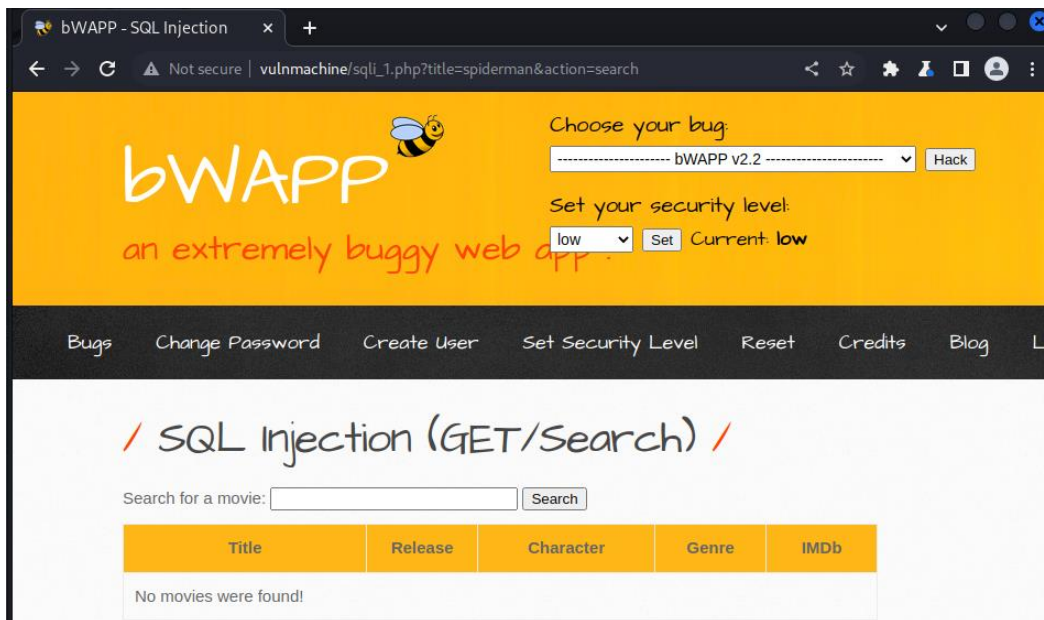 bWAPP - SQL Injection
Not secure | vulnmachine/sqli_1.php?title=spiderman&action=search
bWAPP
an extremely buggy web app !
Choose your bug:
---------------------- bWAPP v2.2 ----------------------- Hack
Set your security level:
low Set Current: low
Bugs Change Password Create User Set Security Level Reset Credits Blog L
/ SQL Injection (GET/Search) /
Search for a movie: Search
Title Release Character Genre IMDb
No movies were found!